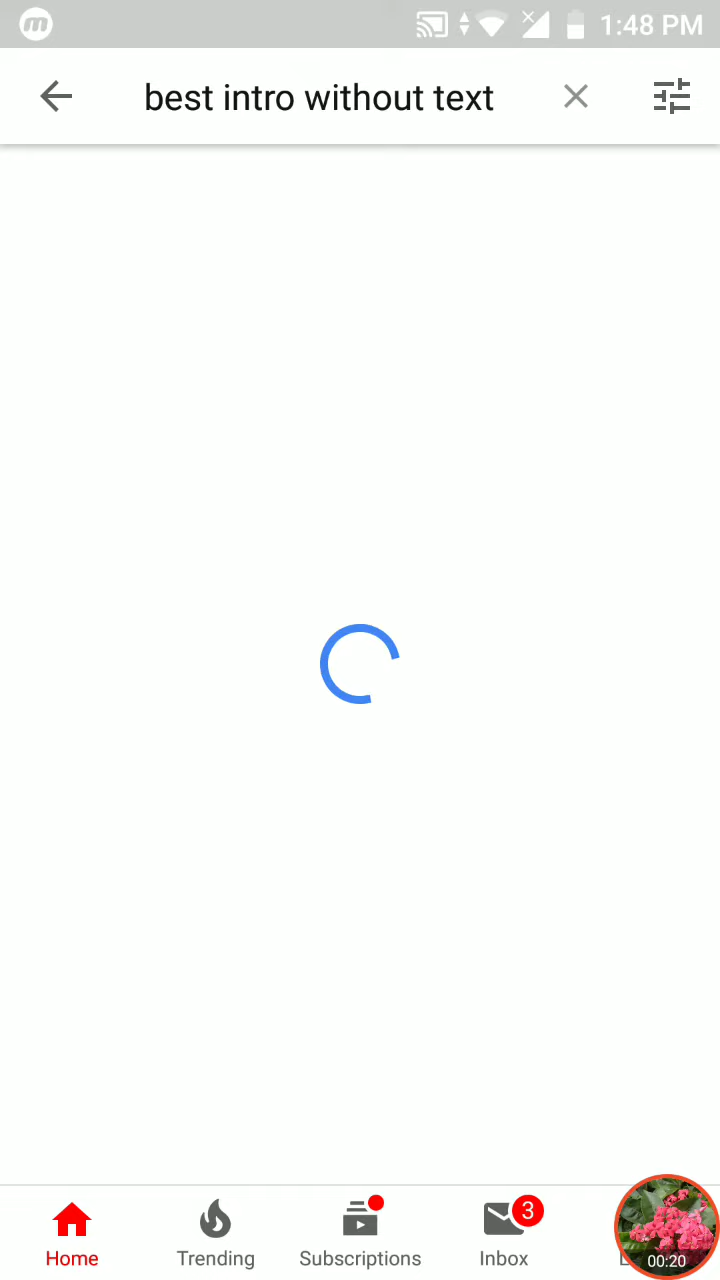 m
1:48 PM
best intro without text
3
Home
Trending
Subscriptions
Inbox
00:20